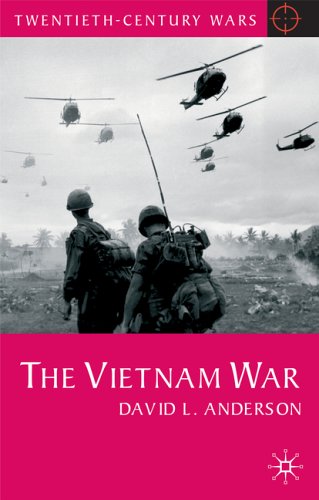 TWENTIETH-CENTURY WARS
THE VIETNAM WAR
DAVID L. ANDERSON